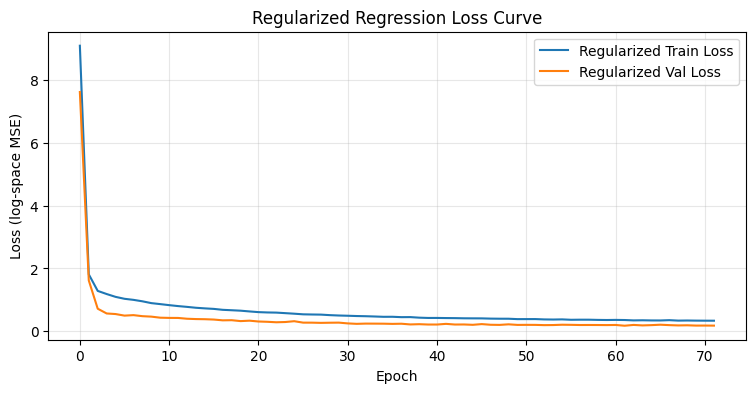 Regularized Regression Loss Curve
Regularized Train Loss
Regularized Val Loss
Loss (log-space MSE)
8
6
4
2
0
0 10 20 30 40 50 60 70
Epoch